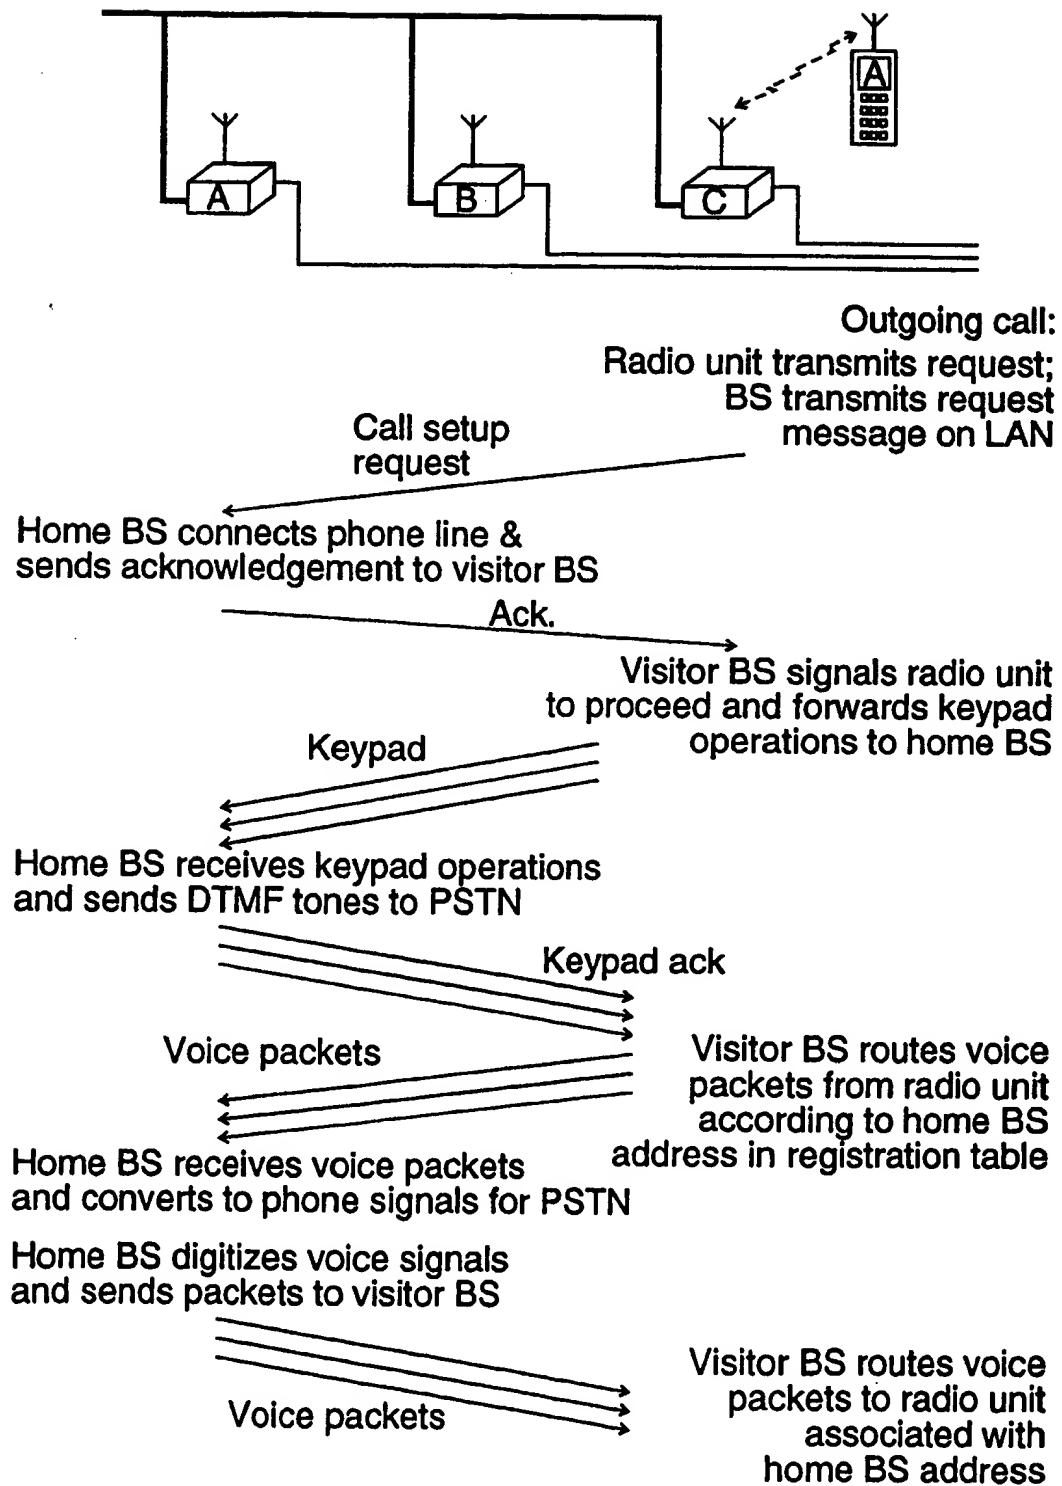 A
A
B
C
Outgoing call:
Radio unit transmits request;
BS transmits request
message on LAN
Call setup
request
Home BS connects phone line &
sends acknowledgement to visitor BS
Ack.
Visitor BS signals radio unit
to proceed and forwards keypad
operations to home BS
Keypad
Home BS receives keypad operations
and sends DTMF tones to PSTN
Keypad ack
Voice packets
Visitor BS routes voice
packets from radio unit
according to home BS
address in registration table
Home BS receives voice packets
and converts to phone signals for PSTN
Home BS digitizes voice signals
and sends packets to visitor BS
Voice packets
Visitor BS routes voice
packets to radio unit
associated with
home BS address